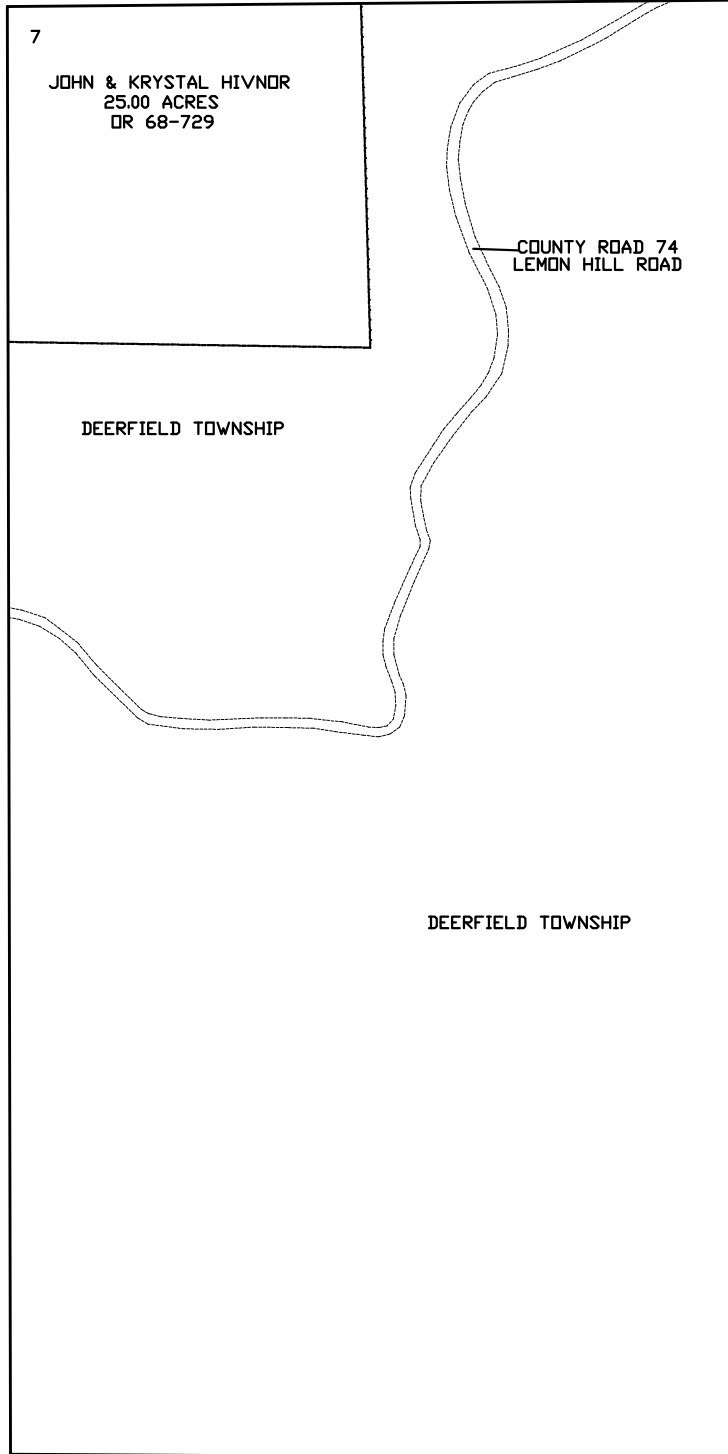 7
JOHN & KRYSTAL HIVNOR
25.00 ACRES
OR 68-729
COUNTY ROAD 74
LEMON HILL ROAD
DEERFIELD TOWNSHIP
DEERFIELD TOWNSHIP